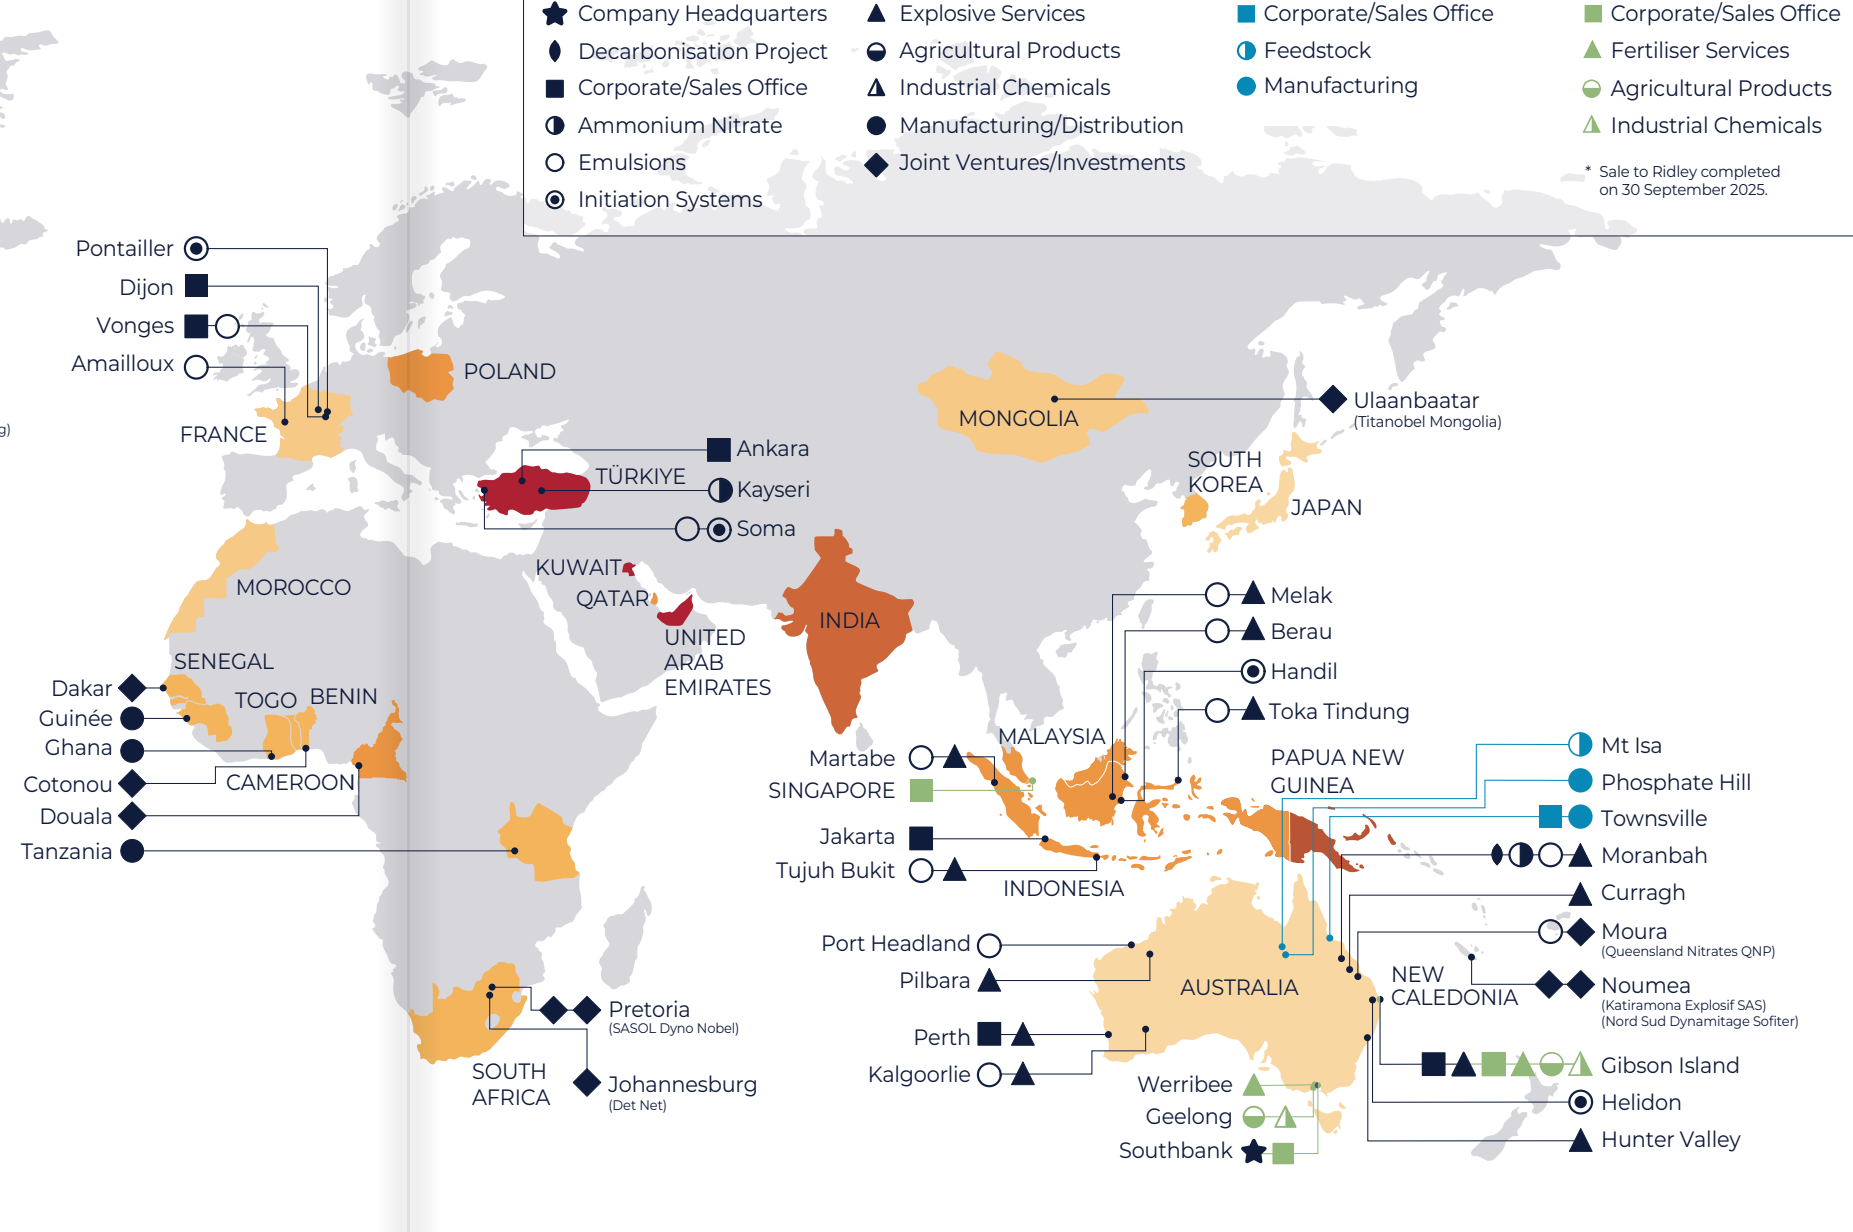 Company Headquarters
Decarbonisation Project
Corporate/Sales Office
Ammonium Nitrate
Emulsions
Initiation Systems
Explosive Services
Agricultural Products
Industrial Chemicals
Manufacturing/Distribution
Joint Ventures/Investments
Corporate/Sales Office
Feedstock
Manufacturing
Corporate/Sales Office
Fertiliser Services
Agricultural Products
Industrial Chemicals
* Sale to Ridley completed
on 30 September 2025.
Pontailler
Dijon
Vonges
Amailloux
g)
FRANCE
POLAND
Ankara
TÜRKIYE
Kayseri
Soma
MONGOLIA
Ulaanbaatar
(Titanobel Mongolia)
SOUTH
KOREA
JAPAN
KUWAIT
QATAR
UNITED
ARAB
EMIRATES
INDIA
MOROCCO
SENEGAL
TOGO
BENIN
Dakar
Guinée
Ghana
Cotonou
CAMEROON
Douala
Tanzania
Pretoria
(SASOL Dyno Nobel)
Johannesburg
(Det Net)
SOUTH
AFRICA
Melak
Berau
Handil
Toka Tindung
MALAYSIA
Martabe
SINGAPORE
Jakarta
Tujuh Bukit
INDONESIA
PAPUA NEW
GUINEA
Mt Isa
Phosphate Hill
Townsville
Moranbah
Curragh
Moura
(Queensland Nitrates QNP)
Noumea
(Katiramona Explosif SAS)
(Nord Sud Dynamitage Sofiter)
NEW
CALEDONIA
Port Headland
Pilbara
AUSTRALIA
Perth
Kalgoorlie
Werribee
Geelong
Southbank
Gibson Island
Helidon
Hunter Valley